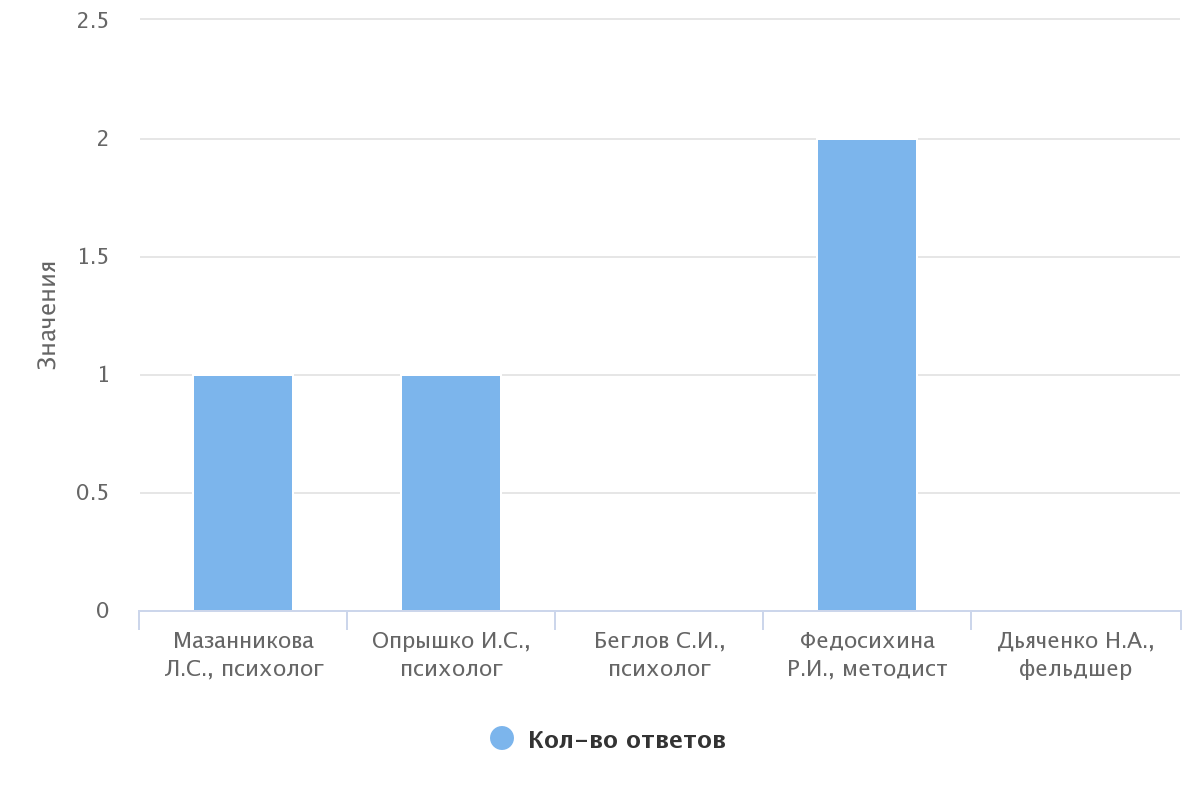 2.5
2
1.5
1
0.5
0
Значения
Мазанникова
Л.С., психолог
Опрышко И.С.,
психолог
Беглов С.И.,
психолог
Федосихина
Р.И., методист
Дьяченко Н.А.,
фельдшер
Кол-во ответов